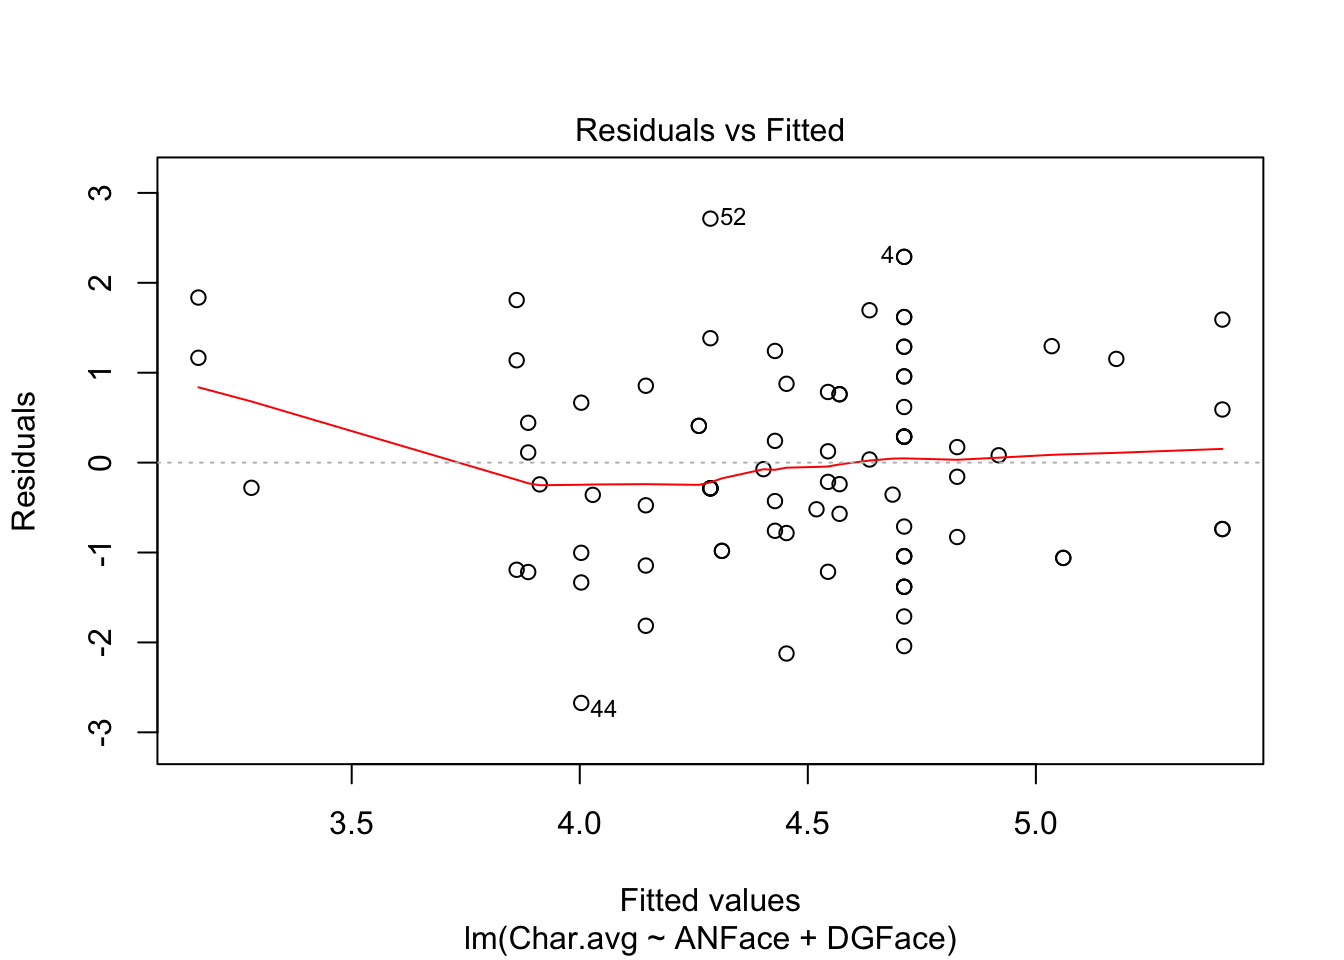 Residuals vs Fitted
3
2
1
0
-1
-2
-3
Residuals
52
4
44
3.5 4.0 4.5 5.0
Fitted values
lm(Char.avg ~ ANFace + DGFace)